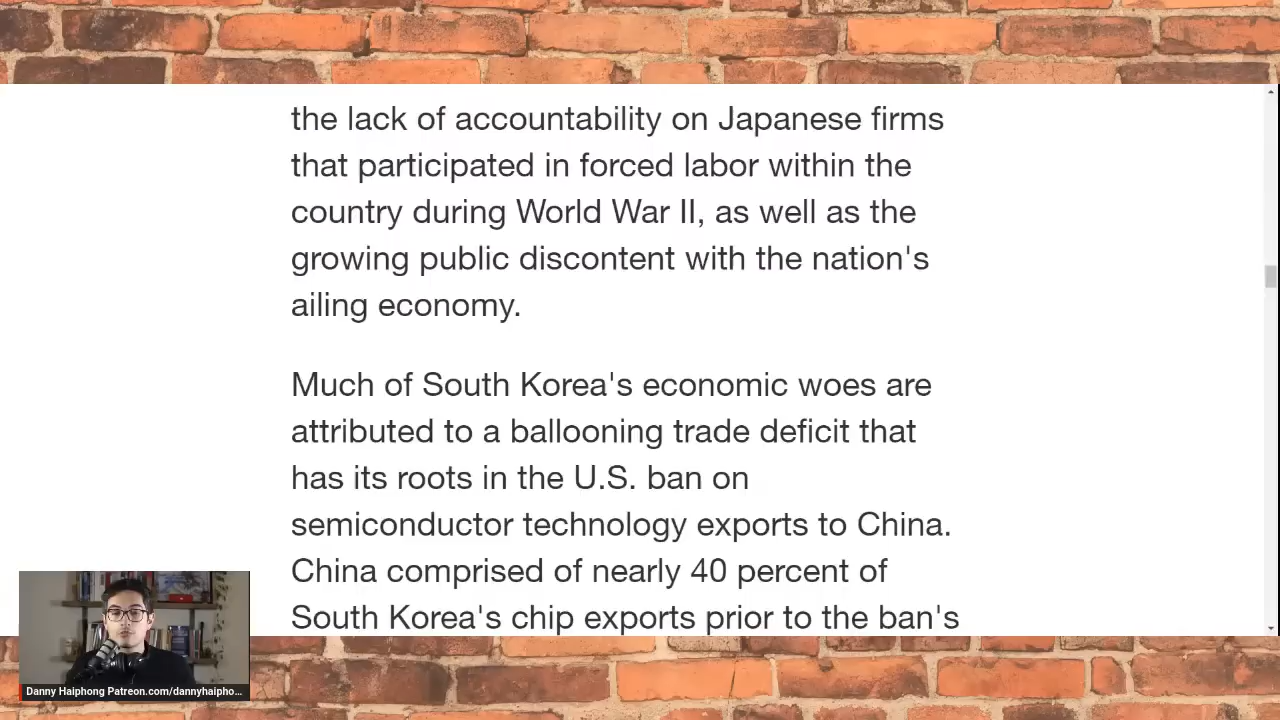 the lack of accountability on Japanese firms
that participated in forced labor within the
country during World War II, as well as the
growing public discontent with the nation's
ailing economy.
Much of South Korea's economic woes are
attributed to a ballooning trade deficit that
has its roots in the U.S. ban on
semiconductor technology exports to China.
China comprised of nearly 40 percent of
South Korea's chip exports prior to the ban's
Danny Haiphong Patreon.com/dannyhaipho...